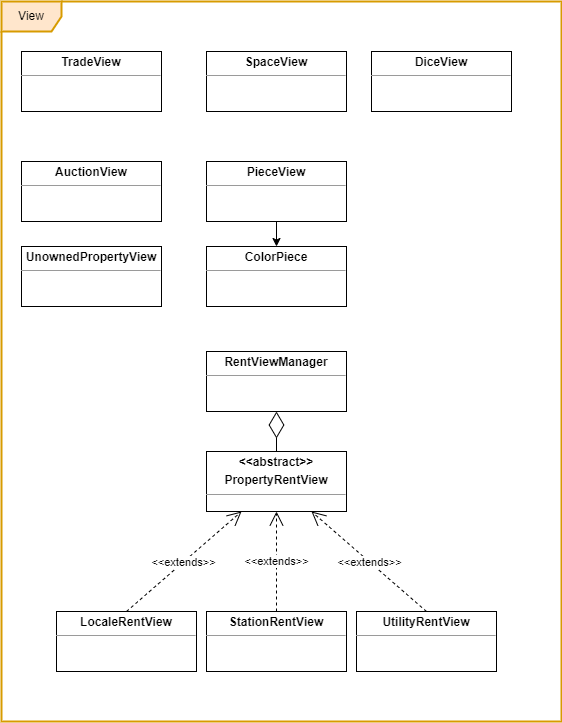 View
TradeView
SpaceView
DiceView
AuctionView
PieceView
UnownedPropertyView
ColorPiece
RentViewManager
<<abstract>>
PropertyRentView
<<extends>>
<<extends>>
<<extends>>
LocaleRentView
StationRentView
UtilityRentView